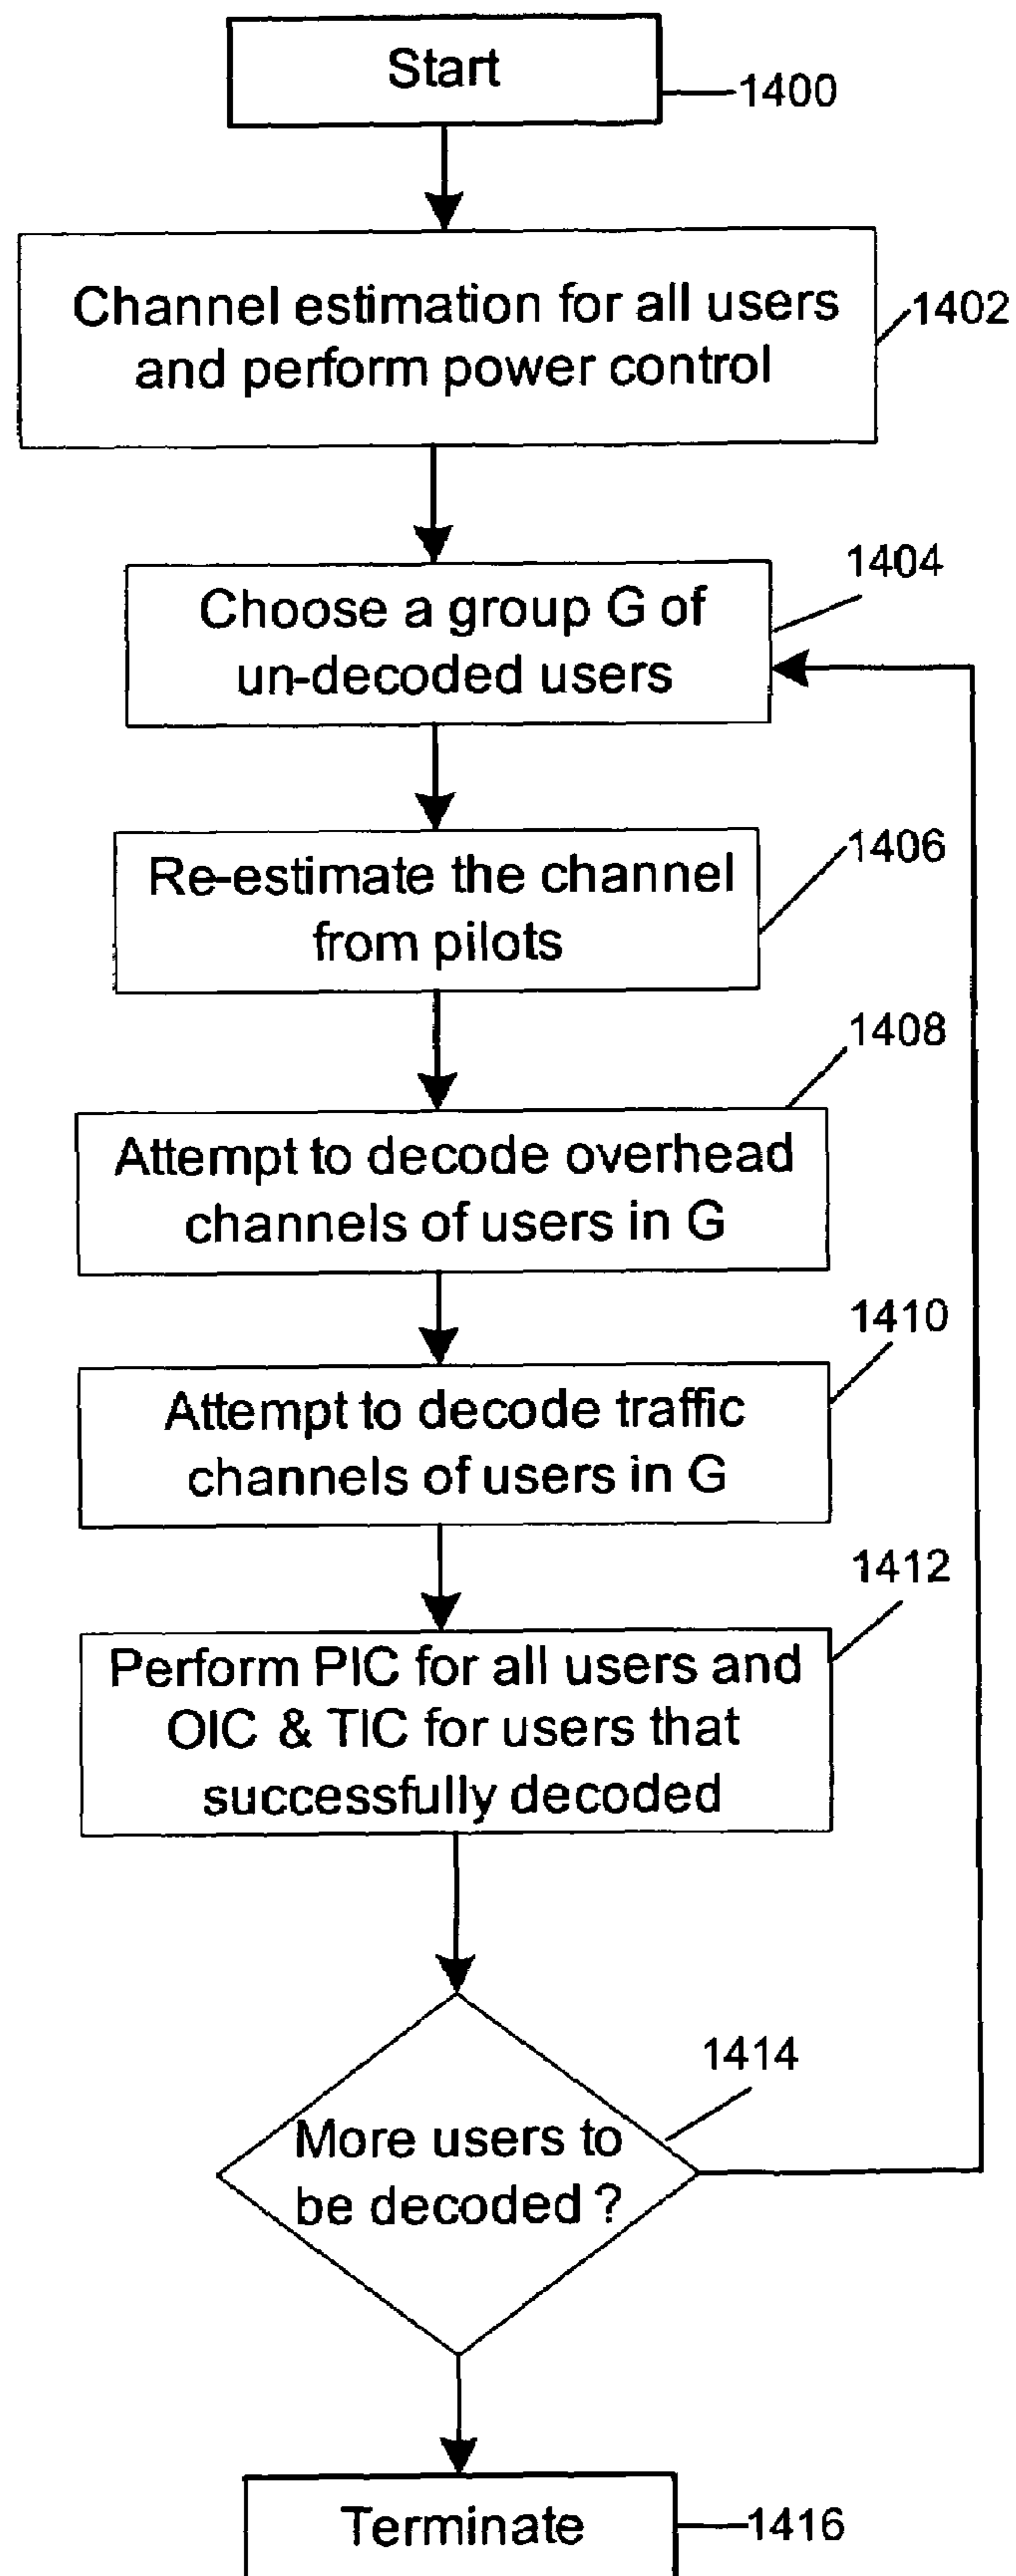 Start
1400
Channel estimation for all users
and perform power control
1402
Choose a group G of
un-decoded users
1404
Re-estimate the channel
from pilots
1406
Attempt to decode overhead
channels of users in G
1408
Attempt to decode traffic
channels of users in G
1410
Perform PIC for all users and
OIC & TIC for users that
successfully decoded
1412
More users to
be decoded ?
1414
Terminate
1416